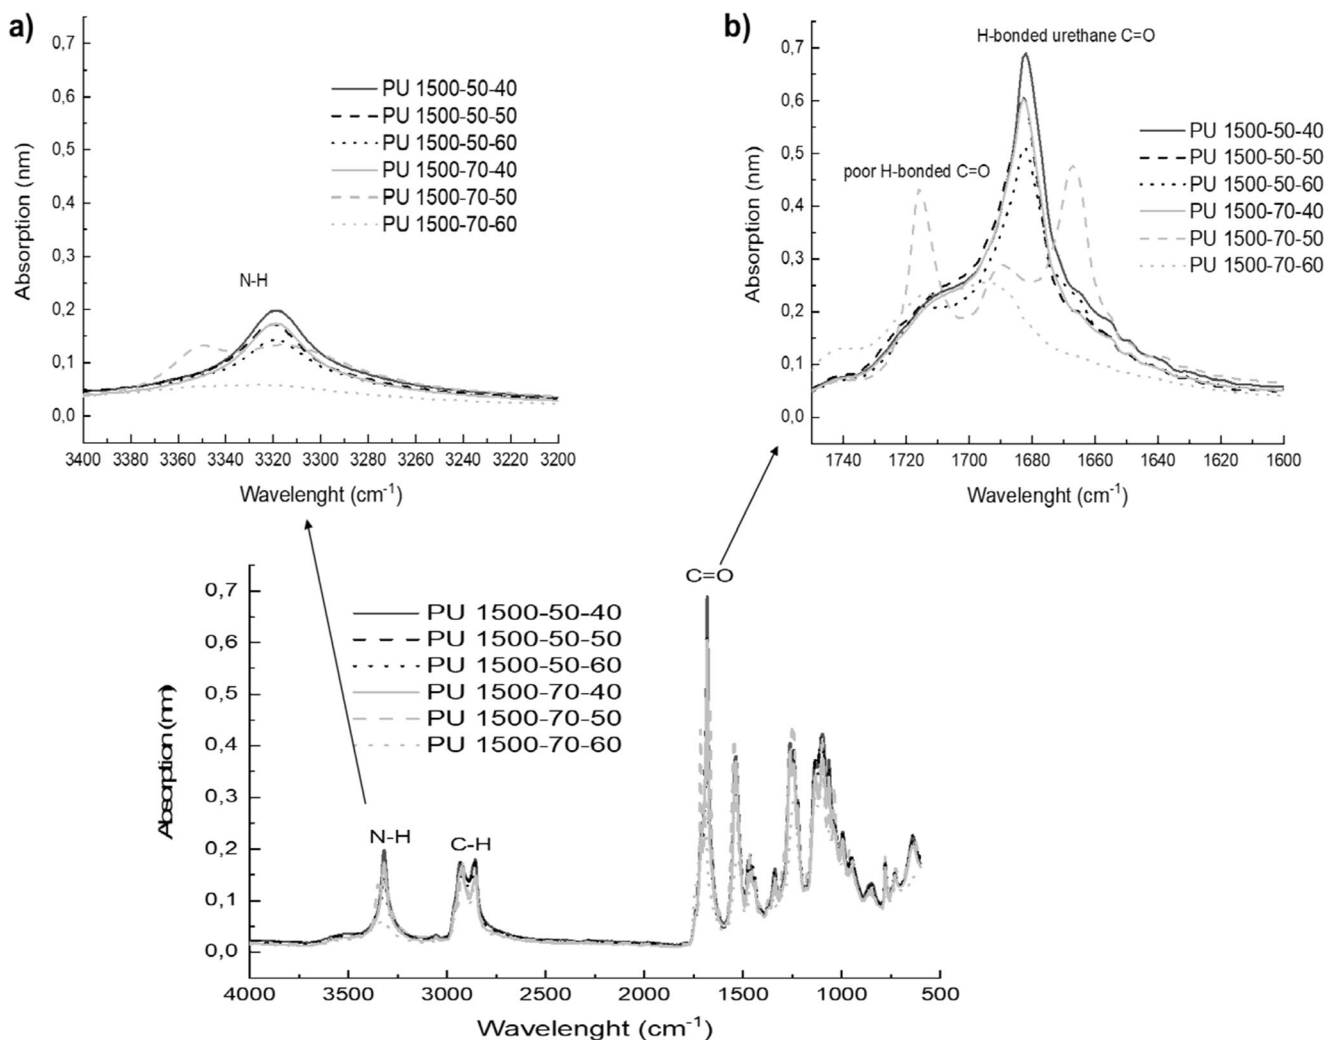 a)
0,7
0,6
0,5
0,4
0,3
0,2
0,1
0,0
Absorption (nm)
PU 1500-50-40
PU 1500-50-50
PU 1500-50-60
PU 1500-70-40
PU 1500-70-50
PU 1500-70-60
N-H
3400 3380 3360 3340 3320 3300 3280 3260 3240 3220 3200
Wavelenght (cm⁻¹)
b)
0,7
0,6
0,5
0,4
0,3
0,2
0,1
0,0
Absorption (nm)
H-bonded urethane C=O
poor H-bonded C=O
PU 1500-50-40
PU 1500-50-50
PU 1500-50-60
PU 1500-70-40
PU 1500-70-50
PU 1500-70-60
1740 1720 1700 1680 1660 1640 1620 1600
Wavelenght (cm⁻¹)
0,7
0,6
0,5
0,4
0,3
0,2
0,1
0,0
Absorption (nm)
PU 1500-50-40
PU 1500-50-50
PU 1500-50-60
PU 1500-70-40
PU 1500-70-50
PU 1500-70-60
C=O
N-H
C-H
4000 3500 3000 2500 2000 1500 1000 500
Wavelenght (cm⁻¹)